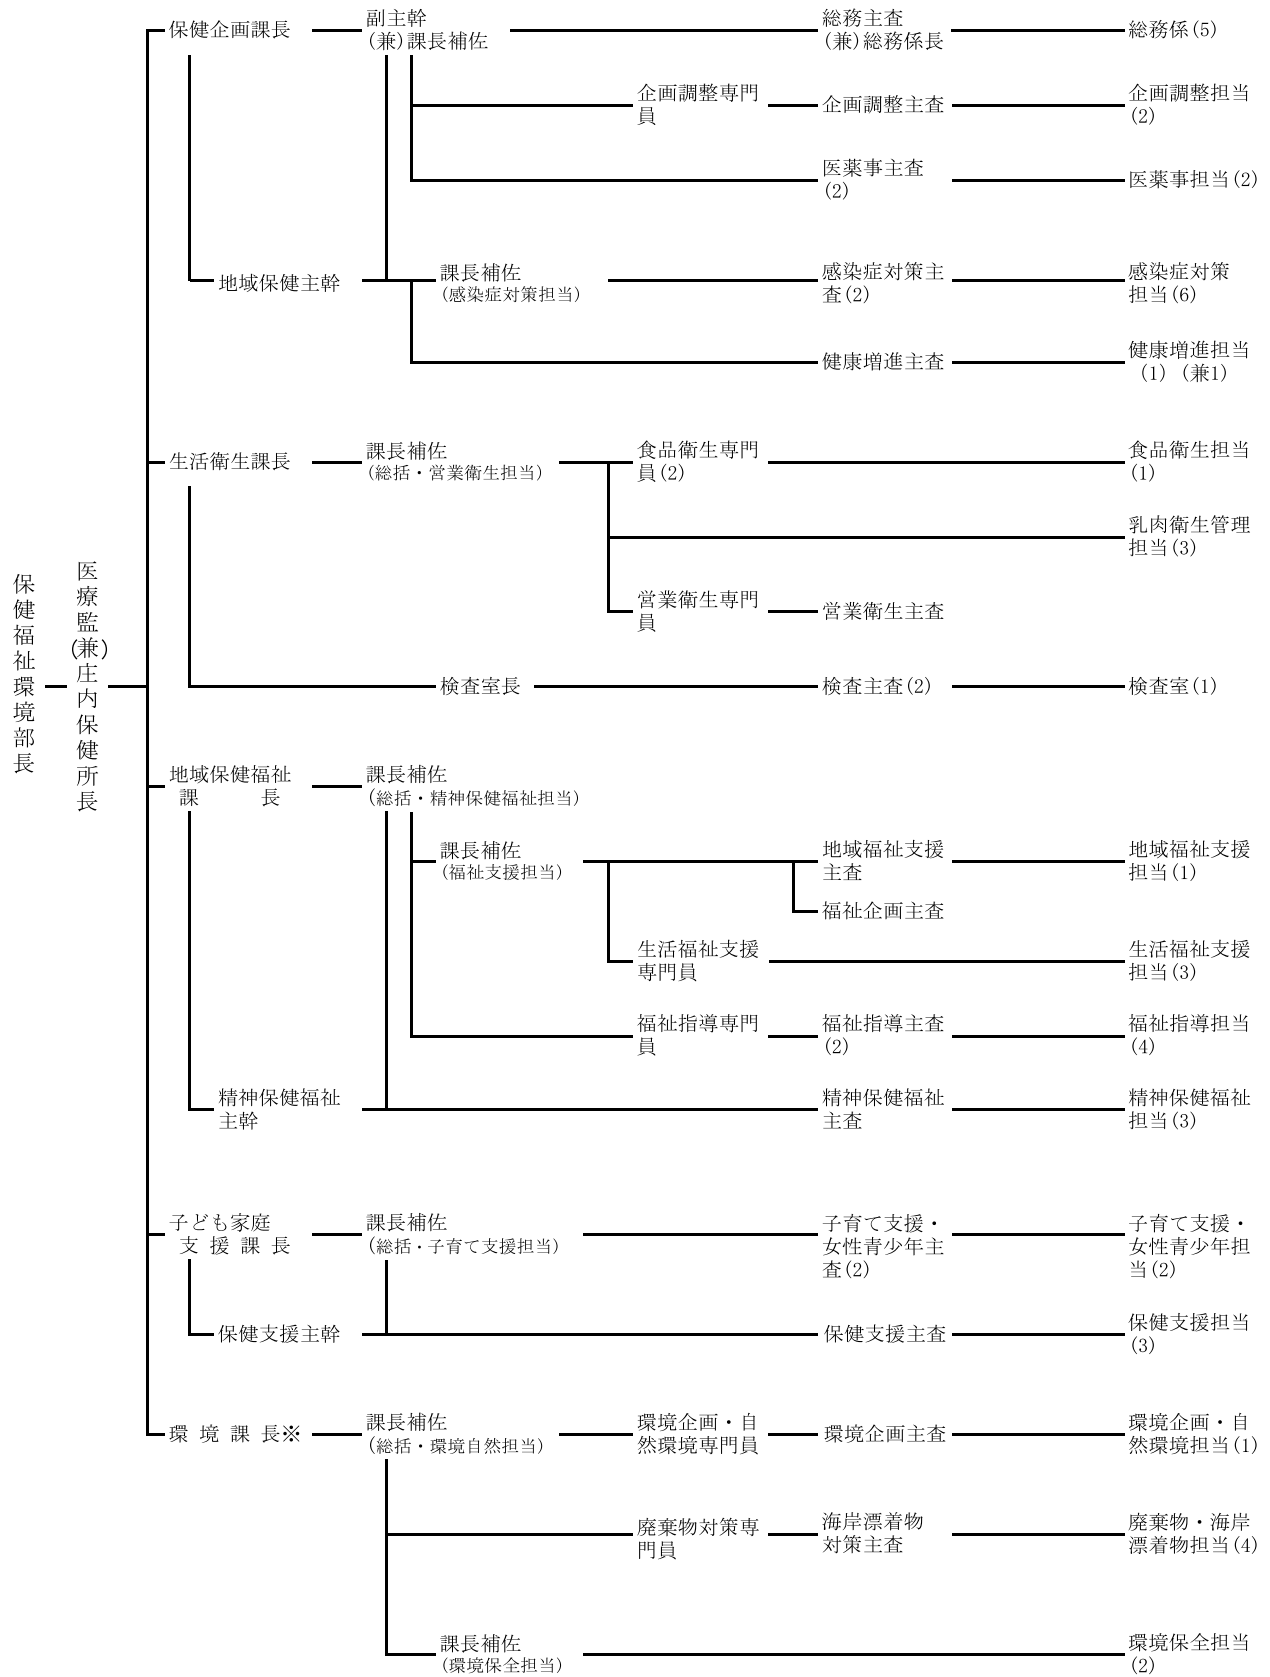 保健福祉環境部長
医療監(兼)庄内保健所長
保健企画課長
副主幹
(兼)課長補佐
総務主査
(兼)総務係長
総務係(5)
企画調整専門
員
企画調整主査
企画調整担当
(2)
医薬事主査
(2)
医薬事担当(2)
地域保健主幹
課長補佐
(感染症対策担当)
感染症対策主
査(2)
感染症対策
担当(6)
健康増進主査
健康増進担当
(1) (兼1)
生活衛生課長
課長補佐
(総括・営業衛生担当)
食品衛生専門
員(2)
食品衛生担当
(1)
乳肉衛生管理
担当(3)
営業衛生専門
員
営業衛生主査
検査室長
検査主査(2)
検査室(1)
地域保健福祉
課 長
課長補佐
(総括・精神保健福祉担当)
課長補佐
(福祉支援担当)
地域福祉支援
主査
地域福祉支援
担当(1)
福祉企画主査
生活福祉支援
専門員
生活福祉支援
担当(3)
福祉指導専門
員
福祉指導主査
(2)
福祉指導担当
(4)
精神保健福祉
主幹
精神保健福祉
主査
精神保健福祉
担当(3)
子ども家庭
支 援 課 長
課長補佐
(総括・子育て支援担当)
子育て支援・
女性青少年主
査(2)
子育て支援・
女性青少年担
当(2)
保健支援主幹
保健支援主査
保健支援担当
(3)
環 境 課 長※
課長補佐
(総括・環境自然担当)
環境企画・自
然環境専門員
環境企画主査
環境企画・自
然環境担当(1)
廃棄物対策専
門員
海岸漂着物
対策主査
廃棄物・海岸
漂着物担当(4)
課長補佐
(環境保全担当)
環境保全担当
(2)